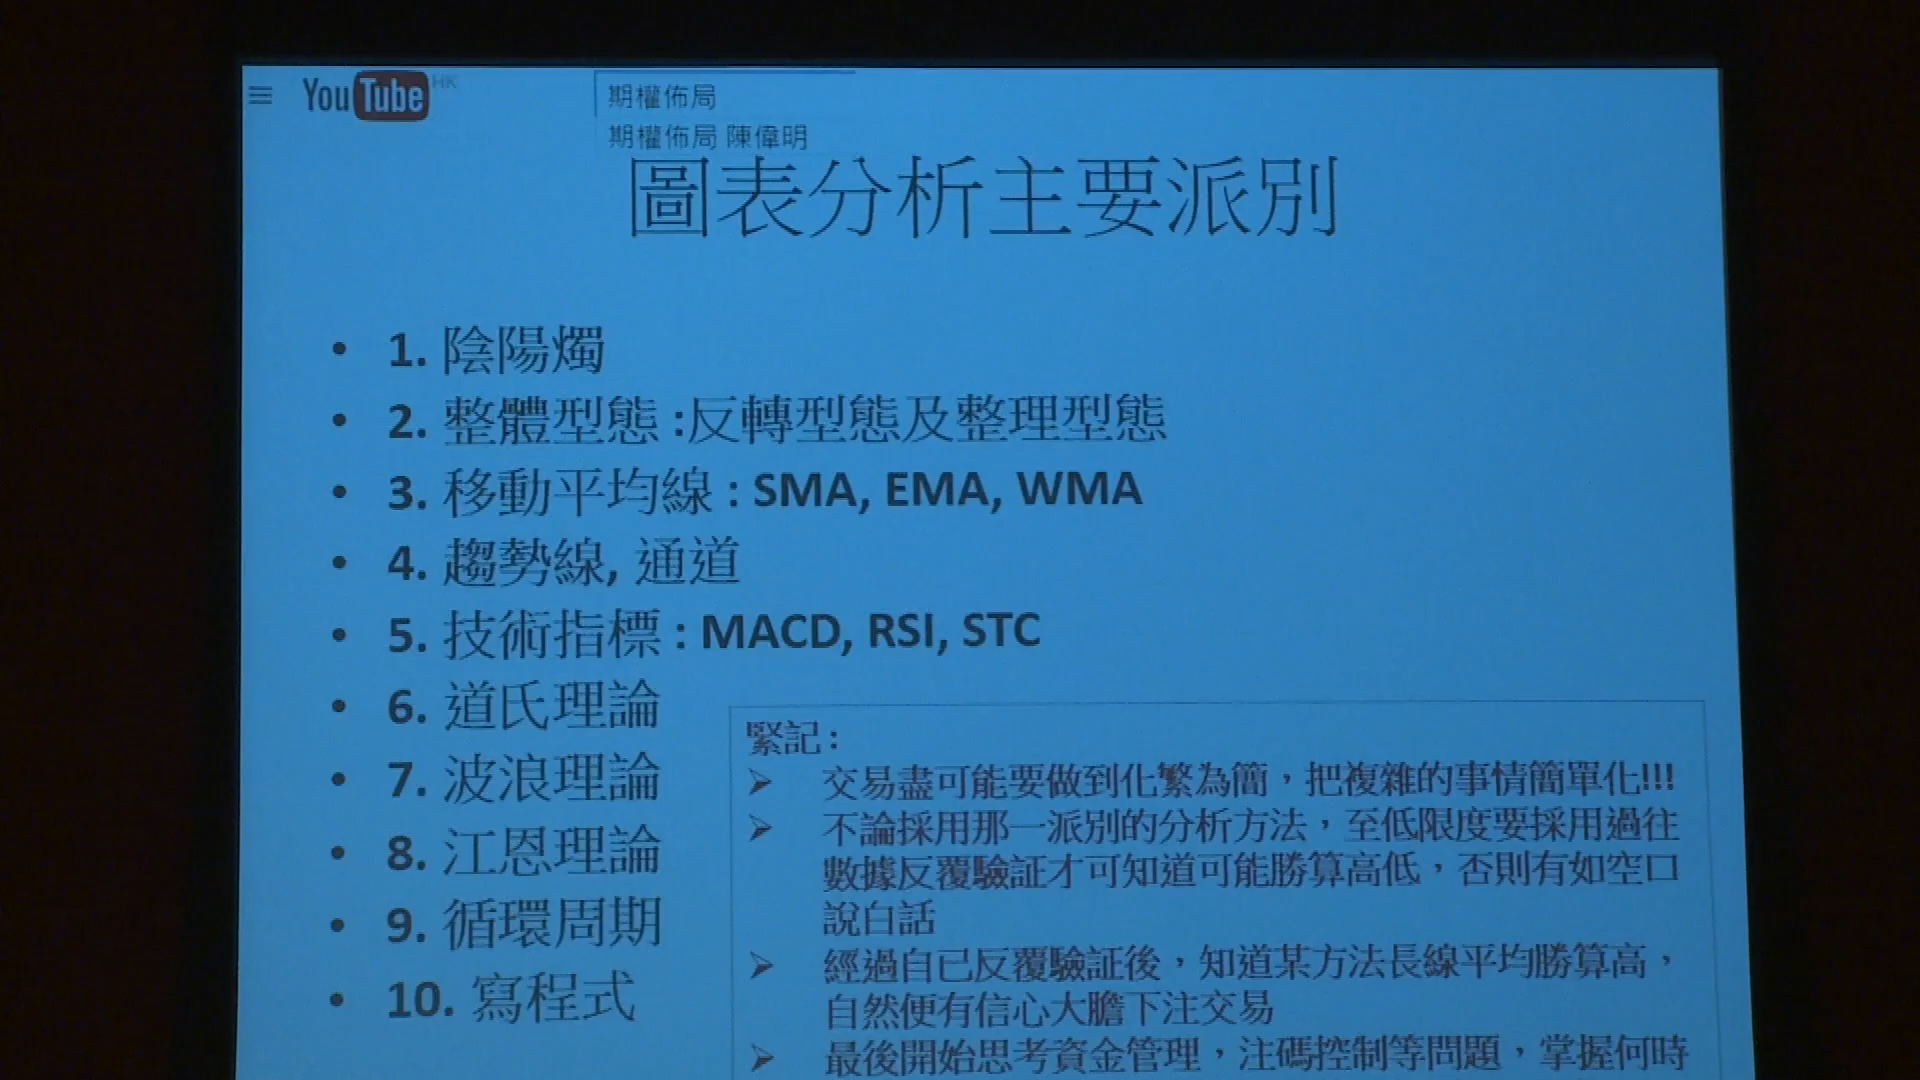 YouTube HK
期權佈局
期權佈局 陳偉明
圖表分析主要派別
• 1. 陰陽燭
• 2. 整體型態 :反轉型態及整理型態
• 3. 移動平均線 : SMA, EMA, WMA
• 4. 趨勢線, 通道
• 5. 技術指標 : MACD, RSI, STC
• 6. 道氏理論
• 7. 波浪理論
• 8. 江恩理論
• 9. 循環周期
• 10. 寫程式
緊記 :
➢ 交易盡可能要做到化繁為簡，把複雜的事情簡單化!!!
➢ 不論採用那一派別的分析方法，至低限度要採用過往
數據反覆驗証才可知道可能勝算高低，否則有如空口
說白話
➢ 經過自己反覆驗証後，知道某方法長線平均勝算高，
自然便有信心大膽下注交易
➢ 最後開始思考資金管理，注碼控制等問題，掌握何時